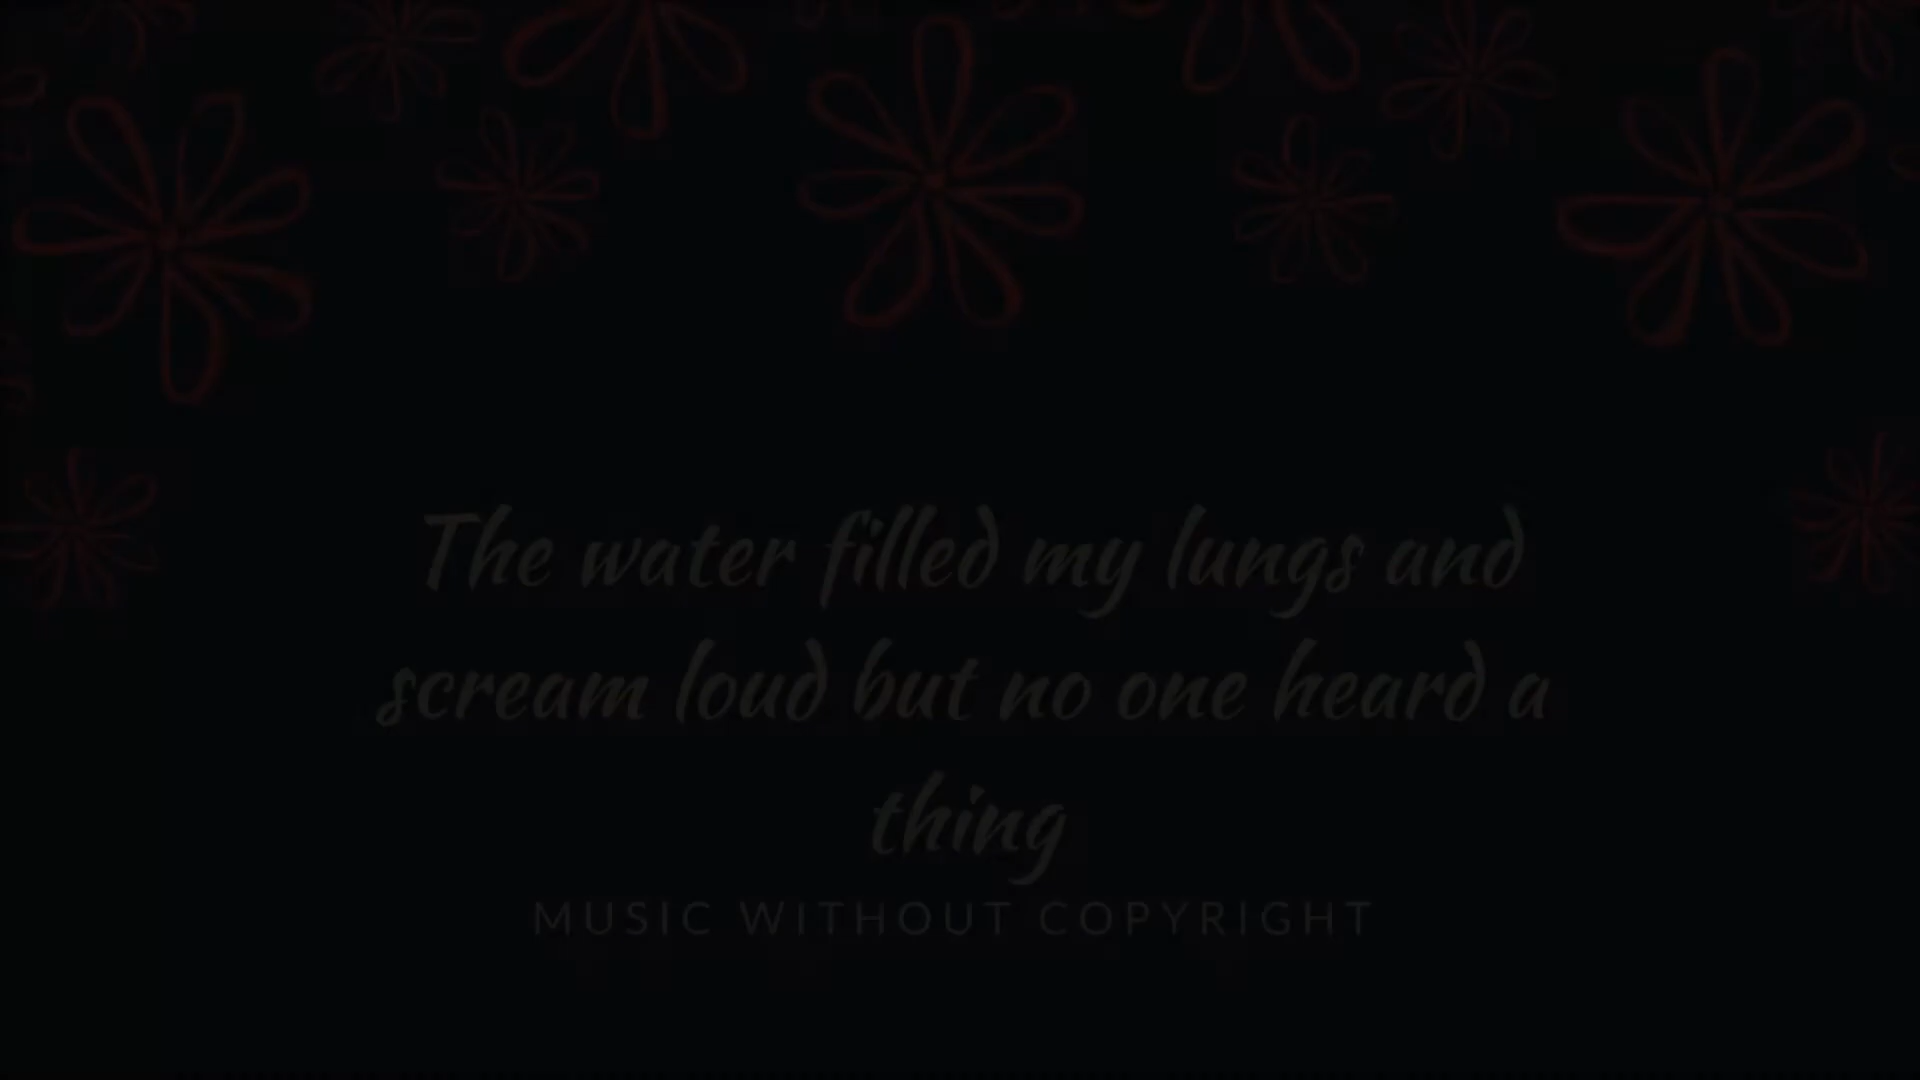 The water filled my lungs and
scream loud but no one heard a
thing
MUSIC WITHOUT COPYRIGHT